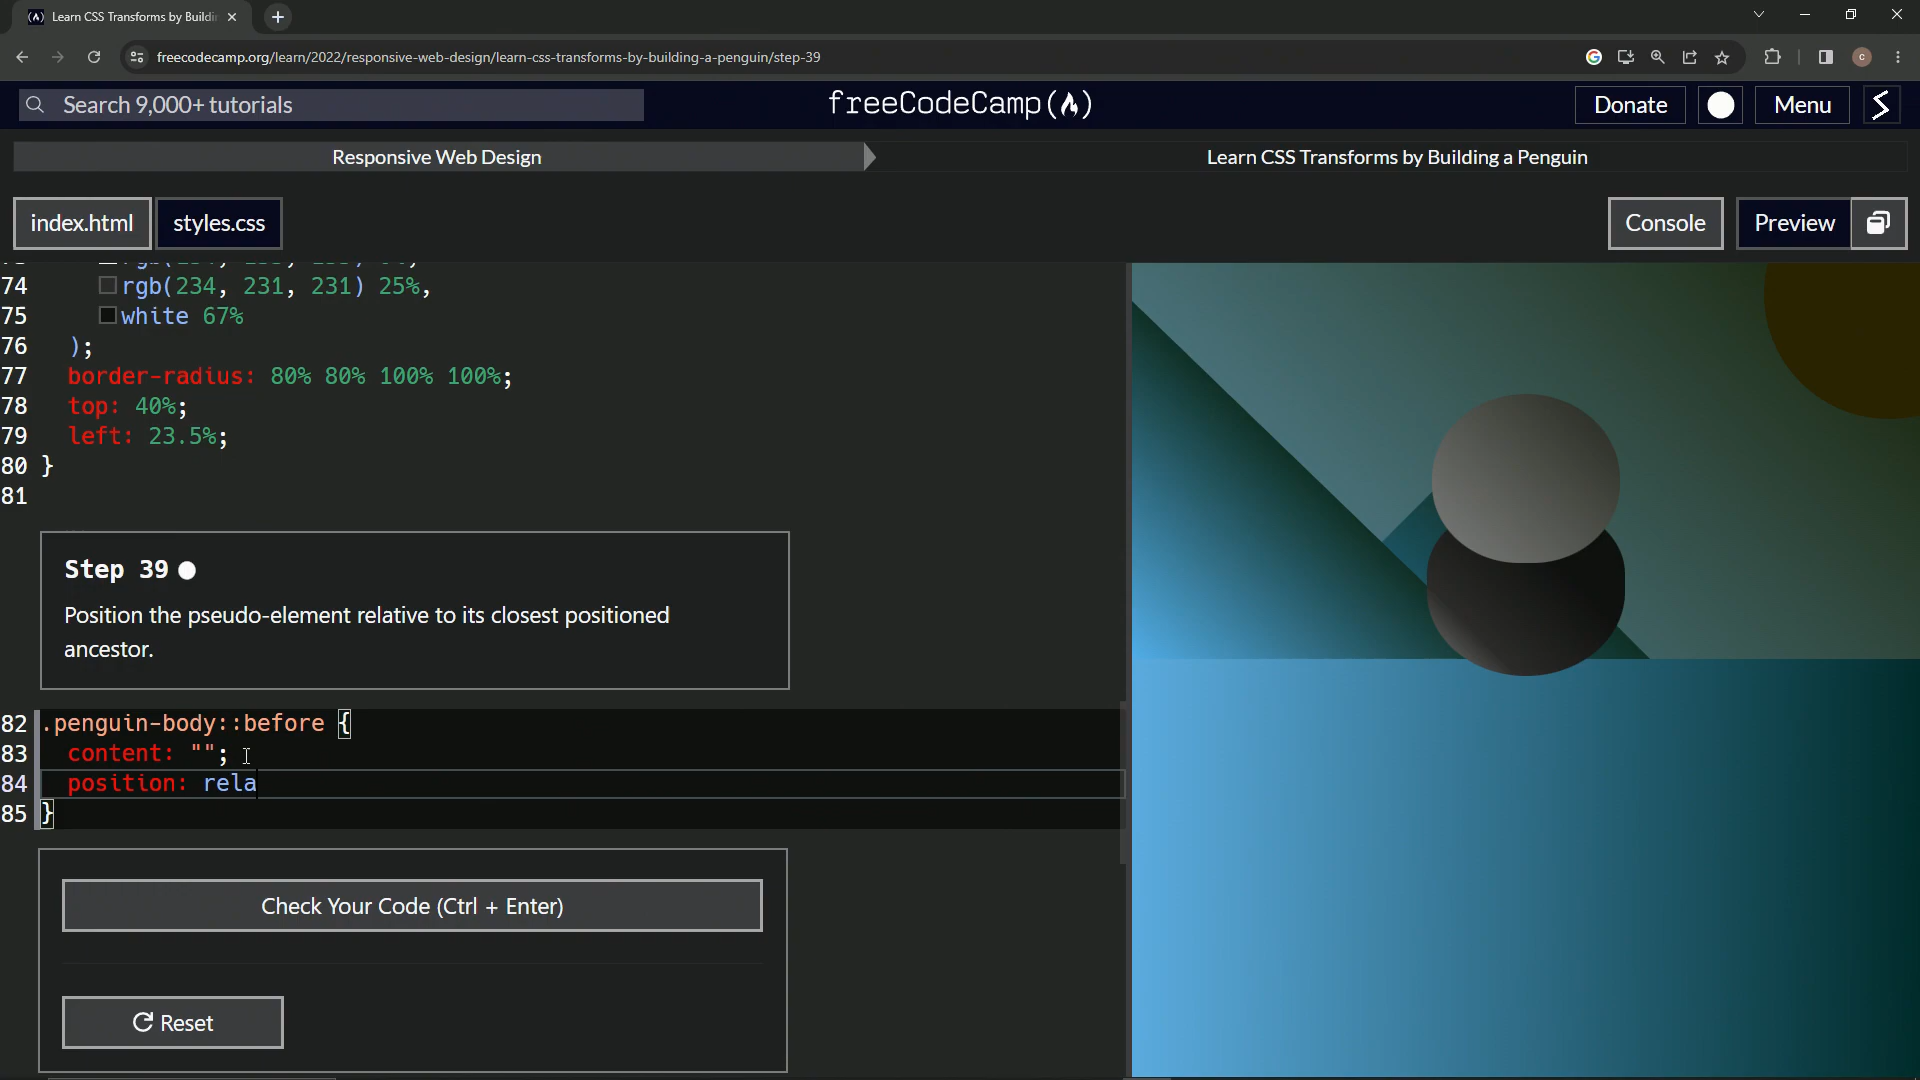 Learn CSS Transforms by Buildi
freecodecamp.org/learn/2022/responsive-web-design/learn-css-transforms-by-building-a-penguin/step-39
C
Search 9,000+ tutorials
freeCodeCamp
Donate
Menu
Responsive Web Design
Learn CSS Transforms by Building a Penguin
index.html
styles.css
Console
Preview
74 rgb(234, 231, 231) 25%,
75 white 67%
76 );
77 border-radius: 80% 80% 100% 100%;
78 top: 40%;
79 left: 23.5%;
80 }
81
Step 39
Position the pseudo-element relative to its closest positioned
ancestor.
82 .penguin-body::before {
83 content: "";
84 position: rela
85 }
Check Your Code (Ctrl + Enter)
Reset